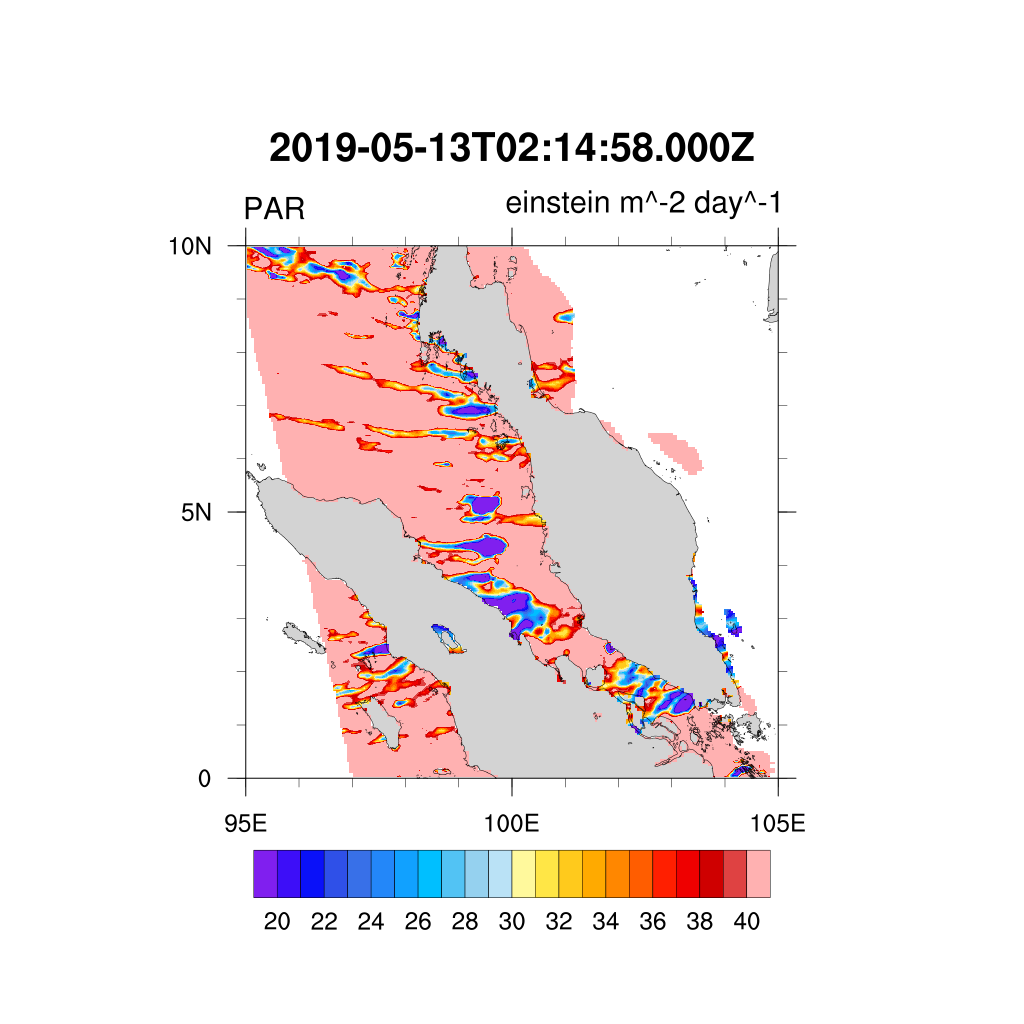 2019-05-13T02:14:58.000Z
PAR einstein m^-2 day^-1
10N
5N
0
95E 100E 105E
20 22 24 26 28 30 32 34 36 38 40